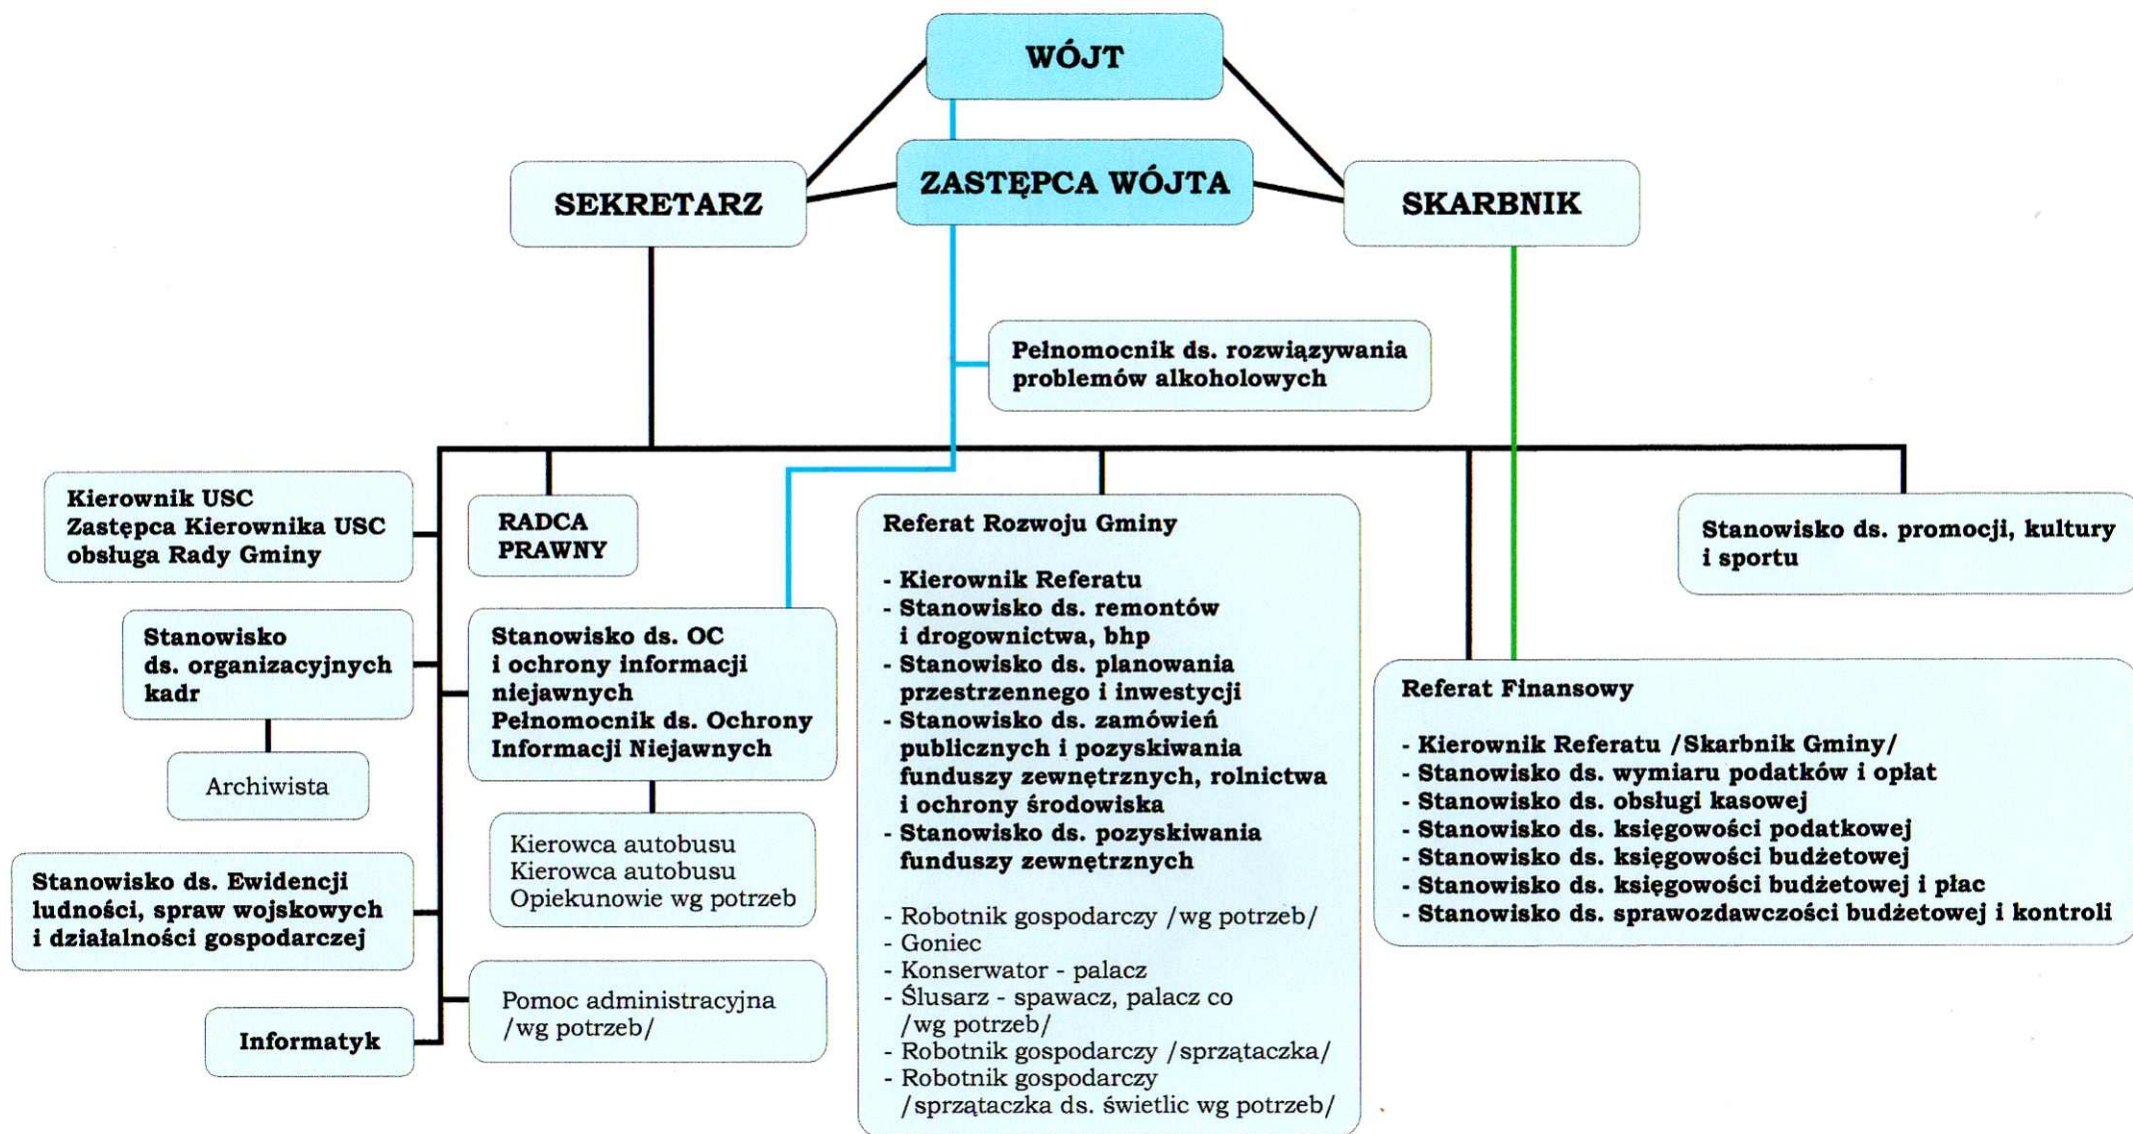 WÓJT
ZASTĘPCA WÓJTA
SEKRETARZ
SKARBNIK
Pełnomocnik ds. rozwiązywania
problemów alkoholowych
Kierownik USC
Zastępca Kierownika USC
obsługa Rady Gminy
RADCA
PRAWNY
Stanowisko
ds. organizacyjnych
kadr
Archiwista
Stanowisko ds. OC
i ochrony informacji
niejawnych
Pełnomocnik ds. Ochrony
Informacji Niejawnych
Kierowca autobusu
Kierowca autobusu
Opiekunowie wg potrzeb
Stanowisko ds. Ewidencji
ludności, spraw wojskowych
i działalności gospodarczej
Pomoc administracyjna
/wg potrzeb/
Informatyk
Referat Rozwoju Gminy
- Kierownik Referatu
- Stanowisko ds. remontów
i drogownictwa, bhp
- Stanowisko ds. planowania
przestrzennego i inwestycji
- Stanowisko ds. zamówień
publicznych i pozyskiwania
funduszy zewnętrznych, rolnictwa
i ochrony środowiska
- Stanowisko ds. pozyskiwania
funduszy zewnętrznych
- Robotnik gospodarczy /wg potrzeb/
- Goniec
- Konserwator - palacz
- Ślusarz - spawacz, palacz co
/wg potrzeb/
- Robotnik gospodarczy /sprzątaczka/
- Robotnik gospodarczy
/sprzątaczka ds. świetlic wg potrzeb/
Stanowisko ds. promocji, kultury
i sportu
Referat Finansowy
- Kierownik Referatu /Skarbnik Gminy/
- Stanowisko ds. wymiaru podatków i opłat
- Stanowisko ds. obsługi kasowej
- Stanowisko ds. księgowości podatkowej
- Stanowisko ds. księgowości budżetowej
- Stanowisko ds. księgowości budżetowej i płac
- Stanowisko ds. sprawozdawczości budżetowej i kontroli